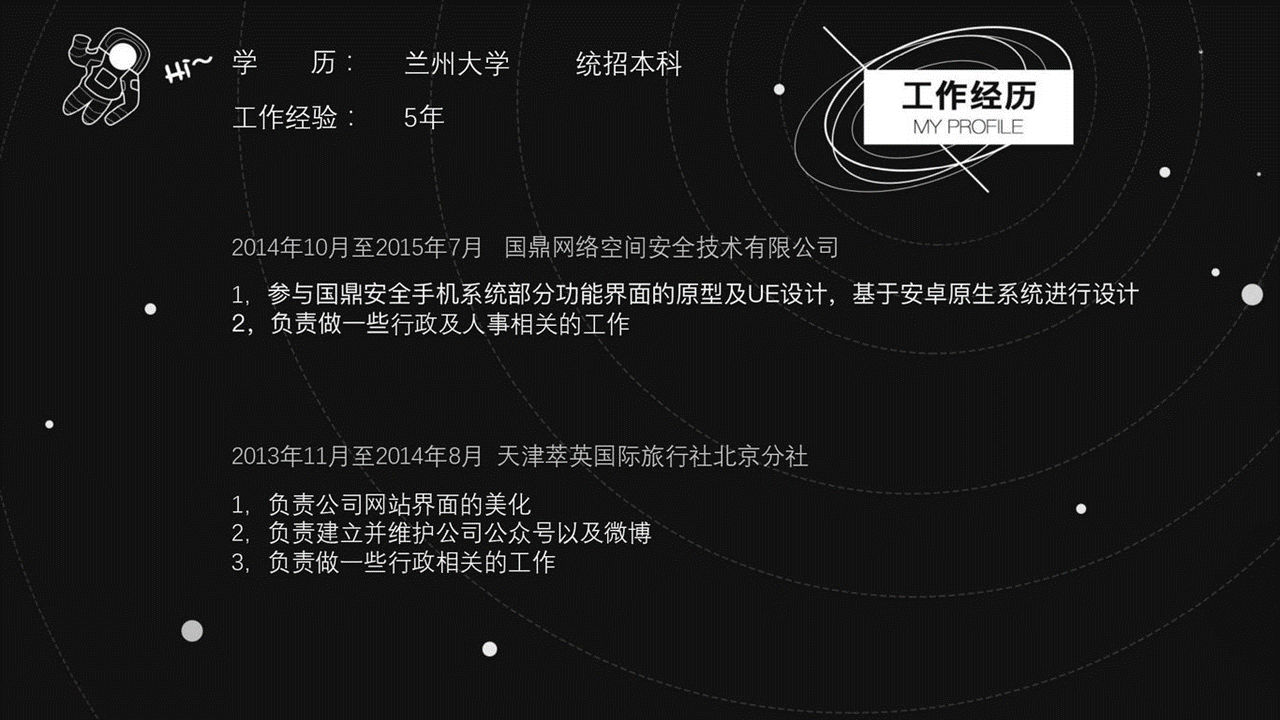 Hi~
学 历： 兰州大学 统招本科
工作经验： 5年
工作经历
MY PROFILE
2014年10月至2015年7月 国鼎网络空间安全技术有限公司
1，参与国鼎安全手机系统部分功能界面的原型及UE设计，基于安卓原生系统进行设计
2，负责做一些行政及人事相关的工作
2013年11月至2014年8月 天津萃英国际旅行社北京分社
1，负责公司网站界面的美化
2，负责建立并维护公司公众号以及微博
3，负责做一些行政相关的工作